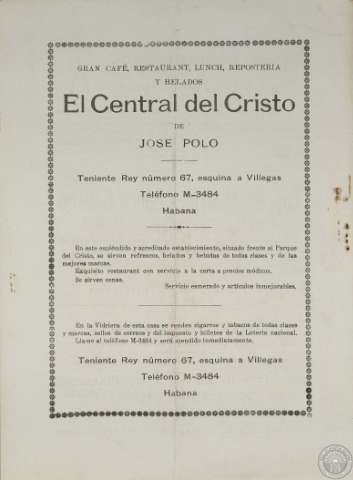 GRAN CAFÉ, RESTAURANT, LUNCH, REPOSTERIA
Y HELADOS
El Central del Cristo
DE
JOSE POLO
Teniente Rey número 67, esquina a Villegas
Teléfono M-3484
Habana
En este espléndido y acreditado establecimiento, situado frente al Parque
del Cristo, se sirven refrescos, helados y bebidas de todas clases y de las
mejores marcas.
Exquisito restaurant con servicio a la carta a precios módicos.
Se sirven cenas.
Servicio esmerado y artículos inmejorables.
En la Vidriera de esta casa se venden cigarros y tabacos de todas clases
y marcas, sellos de correos y del impuesto y billetes de la Lotería nacional.
Llame al teléfono M-3484 y será atendido inmediatamente.
Teniente Rey número 67, esquina a Villegas
Teléfono M-3484
Habana